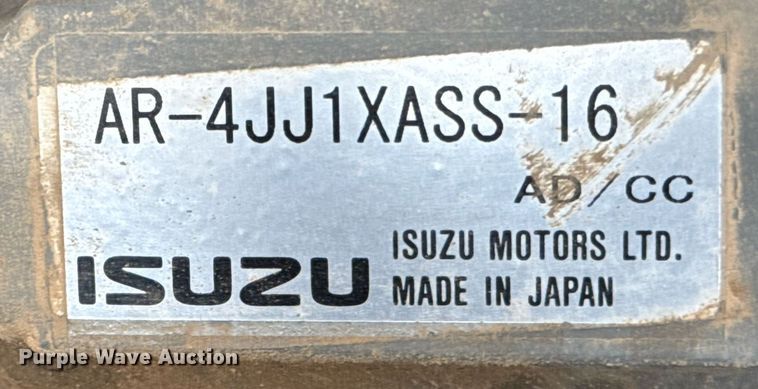 AR-4JJ1XASS-16
AD/CC
ISUZU
ISUZU MOTORS LTD.
MADE IN JAPAN
Purple Wave Auction